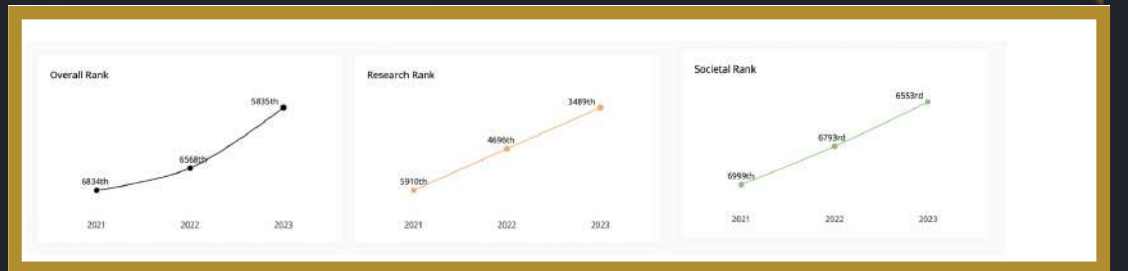 Overall Rank
5835th
6568th
6834th
2021 2022 2023
Research Rank
3489th
4696th
5910th
2021 2022 2023
Societal Rank
6553rd
6793rd
6999th
2021 2022 2023